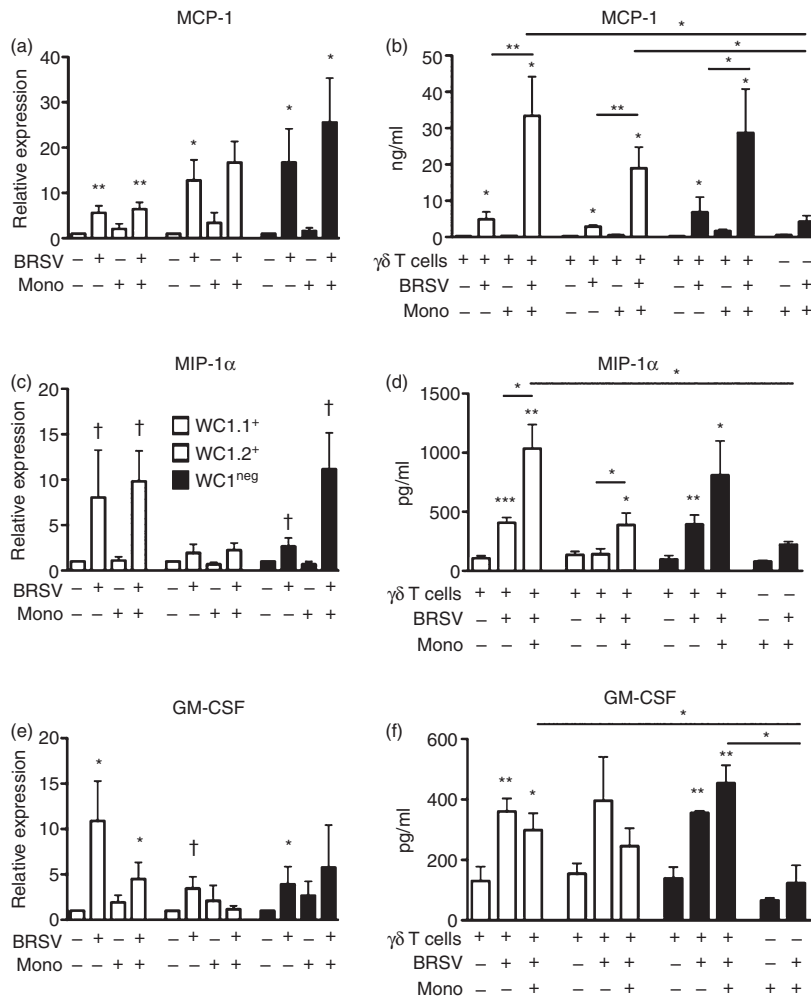 MCP-1
(a)
Relative expression
40
30
20
10
0
** ** * * *
BRSV – + – + – + – + – + – +
Mono – – + + – – + + – – + +
MCP-1
(b)
ng/ml
50
40
30
20
10
0
*
*
** * *
* ** * *
* * *
γδ T cells + + + + + + + + + + + + – –
BRSV – + – + – + – + – + – + – +
Mono – – + + – – + + – – + + + +
MIP-1α
(c)
Relative expression
20
15
10
5
0
† † † †
WC1.1+
WC1.2+
WC1neg
BRSV – + – + – + – + – + – +
Mono – – + + – – + + – – + +
MIP-1α
(d)
pg/ml
1500
1000
500
0
*
* ** *
*** * * **
γδ T cells + + + + + + + + + – –
BRSV – + + – + + – + + – +
Mono – – + – – + – – + + +
GM-CSF
(e)
Relative expression
20
15
10
5
0
* * † *
BRSV – + – + – + – + – + – +
Mono – – + + – – + + – – + +
GM-CSF
(f)
pg/ml
600
400
200
0
*
*
** * ** **
γδ T cells + + + + + + + + + – –
BRSV – + + – + + – + + – +
Mono – – + – – + – – + + +